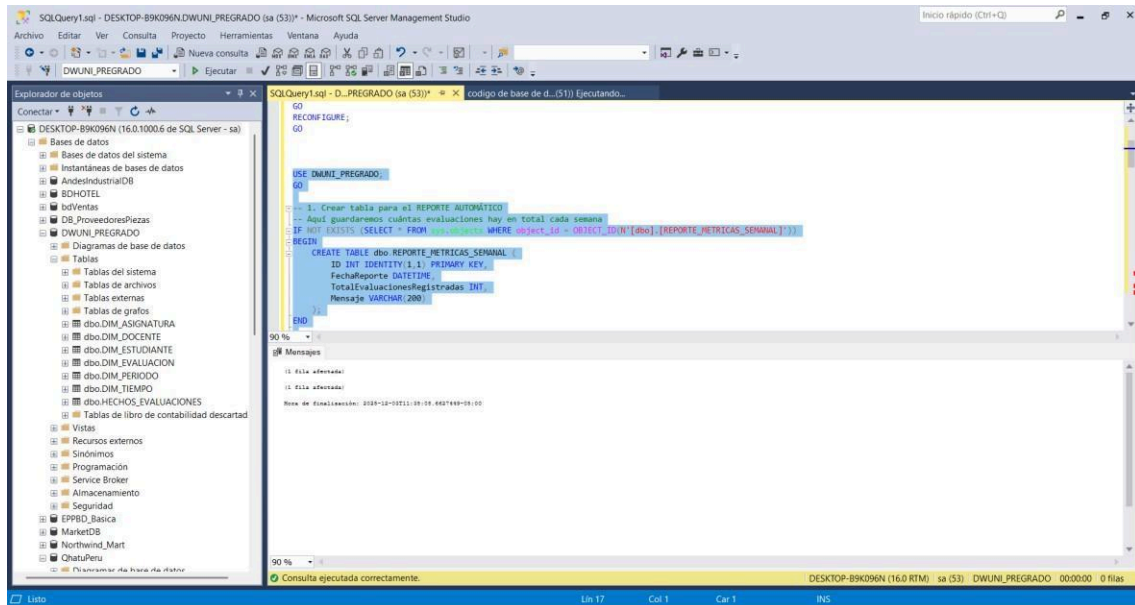 SQLQuery1.sql - DESKTOP-B9K096N.DWUNI_PREGRADO (sa (53))* - Microsoft SQL Server Management Studio
Inicio rápido (Ctrl+Q)
Archivo Editar Ver Consulta Proyecto Herramientas Ventana Ayuda
Nueva consulta
DWUNI_PREGRADO Ejecutar
Explorador de objetos
Conectar
DESKTOP-B9K096N (16.0.1000.6 de SQL Server - sa)
Bases de datos
Bases de datos del sistema
Instantáneas de bases de datos
AndesIndustrialDB
BDHOTEL
bdVentas
DB_ProveedoresPiezas
DWUNI_PREGRADO
Diagramas de base de datos
Tablas
Tablas del sistema
Tablas de archivos
Tablas externas
Tablas de grafos
dbo.DIM_ASIGNATURA
dbo.DIM_DOCENTE
dbo.DIM_ESTUDIANTE
dbo.DIM_EVALUACION
dbo.DIM_PERIODO
dbo.DIM_TIEMPO
dbo.HECHOS_EVALUACIONES
Tablas de libro de contabilidad descartad
Vistas
Recursos externos
Sinónimos
Programación
Service Broker
Almacenamiento
Seguridad
EPPBD_Basica
MarketDB
Northwind_Mart
QhatuPeru
Diagramas de base de datos
SQLQuery1.sql - D...PREGRADO (sa (53))* codigo de base de d...(51)) Ejecutando...
GO
RECONFIGURE;
GO
USE DWUNI_PREGRADO;
GO
-- 1. Crear tabla para el REPORTE AUTOMÁTICO
-- Aquí guardaremos cuántas evaluaciones hay en total cada semana
IF NOT EXISTS (SELECT * FROM sys.objects WHERE object_id = OBJECT_ID(N'[dbo].[REPORTE_METRICAS_SEMANAL]'))
BEGIN
CREATE TABLE dbo.REPORTE_METRICAS_SEMANAL (
ID INT IDENTITY(1,1) PRIMARY KEY,
FechaReporte DATETIME,
TotalEvaluacionesRegistradas INT,
Mensaje VARCHAR(200)
);
END
90 %
Mensajes
(1 fila afectada)
(1 fila afectada)
Hora de finalización:
90 %
Consulta ejecutada correctamente.
DESKTOP-B9K096N (16.0 RTM) sa (53) DWUNI_PREGRADO 00:00:00 0 filas
Listo Lín 17 Col 1 Car 1 INS